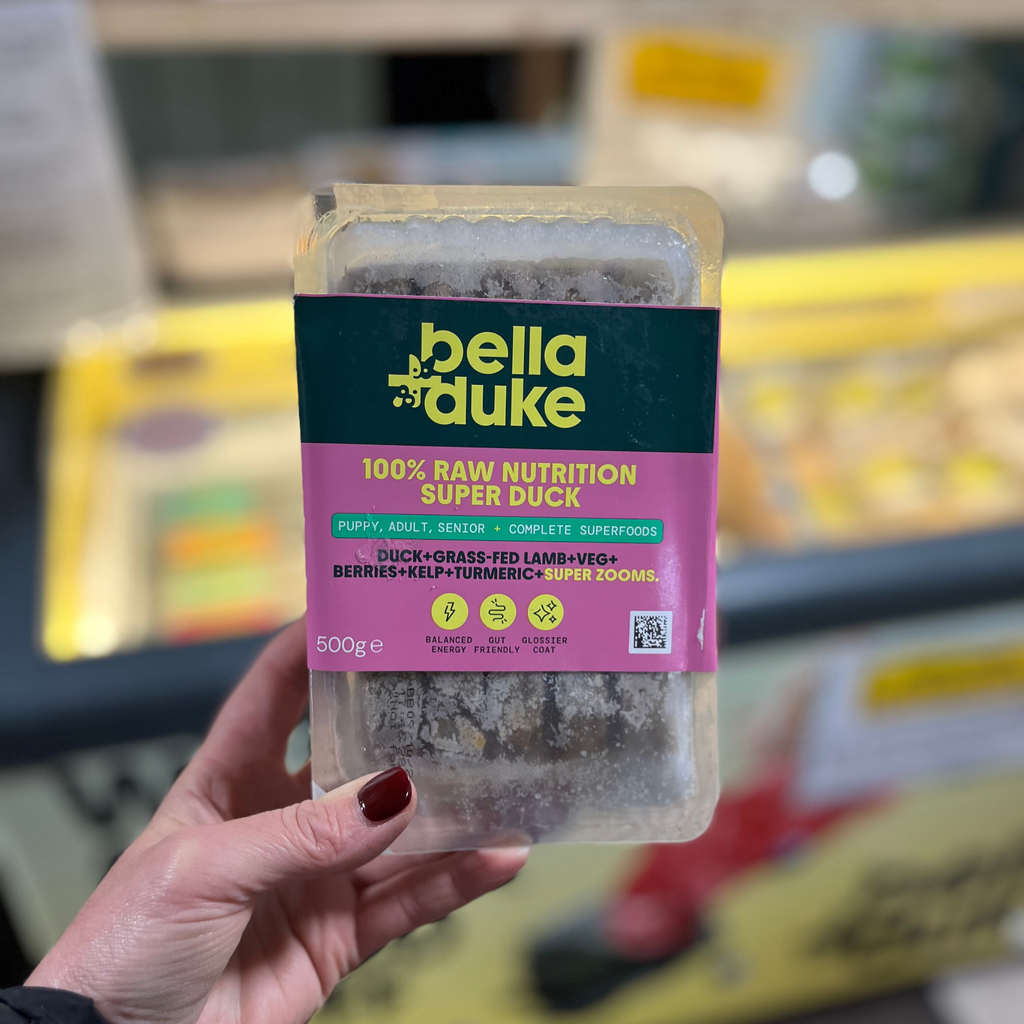 bella
+duke
100% RAW NUTRITION
SUPER DUCK
PUPPY, ADULT, SENIOR + COMPLETE SUPERFOODS
DUCK+GRASS-FED LAMB+VEG+
BERRIES+KELP+TURMERIC+SUPER ZOOMS.
BALANCED ENERGY
GUT FRIENDLY
GLOSSIER COAT
500g℮